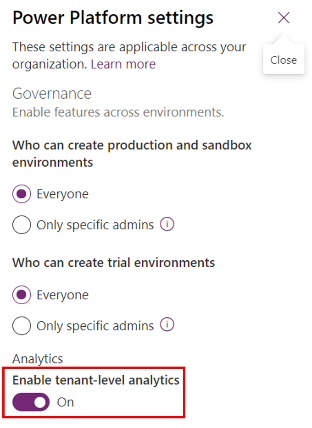 Power Platform settings
Close
These settings are applicable across your
organization. Learn more
Governance
Enable features across environments.
Who can create production and sandbox
environments
Everyone
Only specific admins
Who can create trial environments
Everyone
Only specific admins
Analytics
Enable tenant-level analytics
On